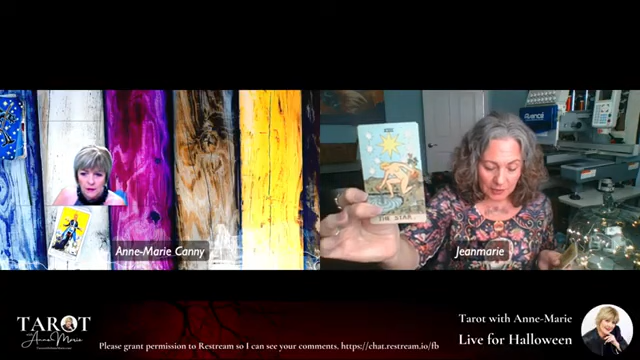 XVII
THE STAR
Anne-Marie Canny
Jeanmarie
TAROT
with
Anne Marie
Please grant permission to Restream so I can see your comments, https://chat.restream.io/fb
Tarot with Anne-Marie
Live for Halloween